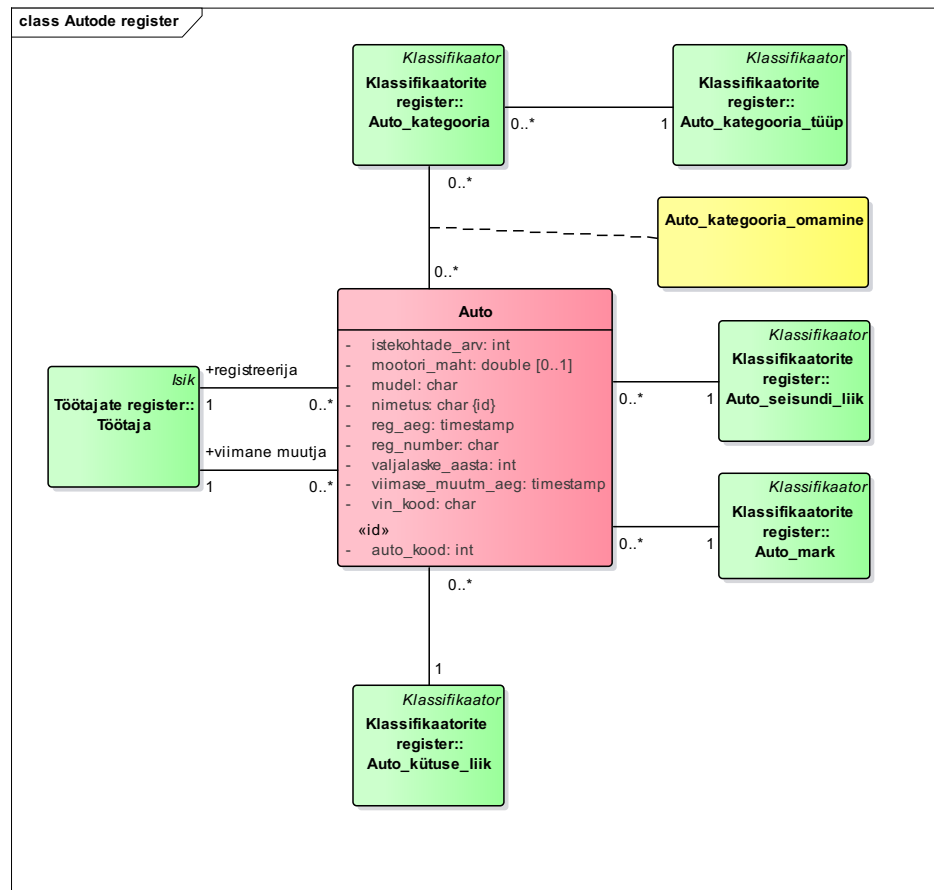 class Autode register
Klassifikaator
Klassifikaatorite
register::
Auto_kategooria
Klassifikaator
Klassifikaatorite
register::
Auto_kategooria_tüüp
0..*
1
0..*
Auto_kategooria_omamine
0..*
Auto
- istekohtade_arv: int
- mootori_maht: double [0..1]
- mudel: char
- nimetus: char {id}
- reg_aeg: timestamp
- reg_number: char
- valjalaske_aasta: int
- viimase_muutm_aeg: timestamp
- vin_kood: char
«id»
- auto_kood: int
Isik
Töötajate register::
Töötaja
+registreerija
1
0..*
+viimane muutja
1
0..*
Klassifikaator
Klassifikaatorite
register::
Auto_seisundi_liik
0..*
1
Klassifikaator
Klassifikaatorite
register::
Auto_mark
0..*
1
0..*
1
Klassifikaator
Klassifikaatorite
register::
Auto_kütuse_liik